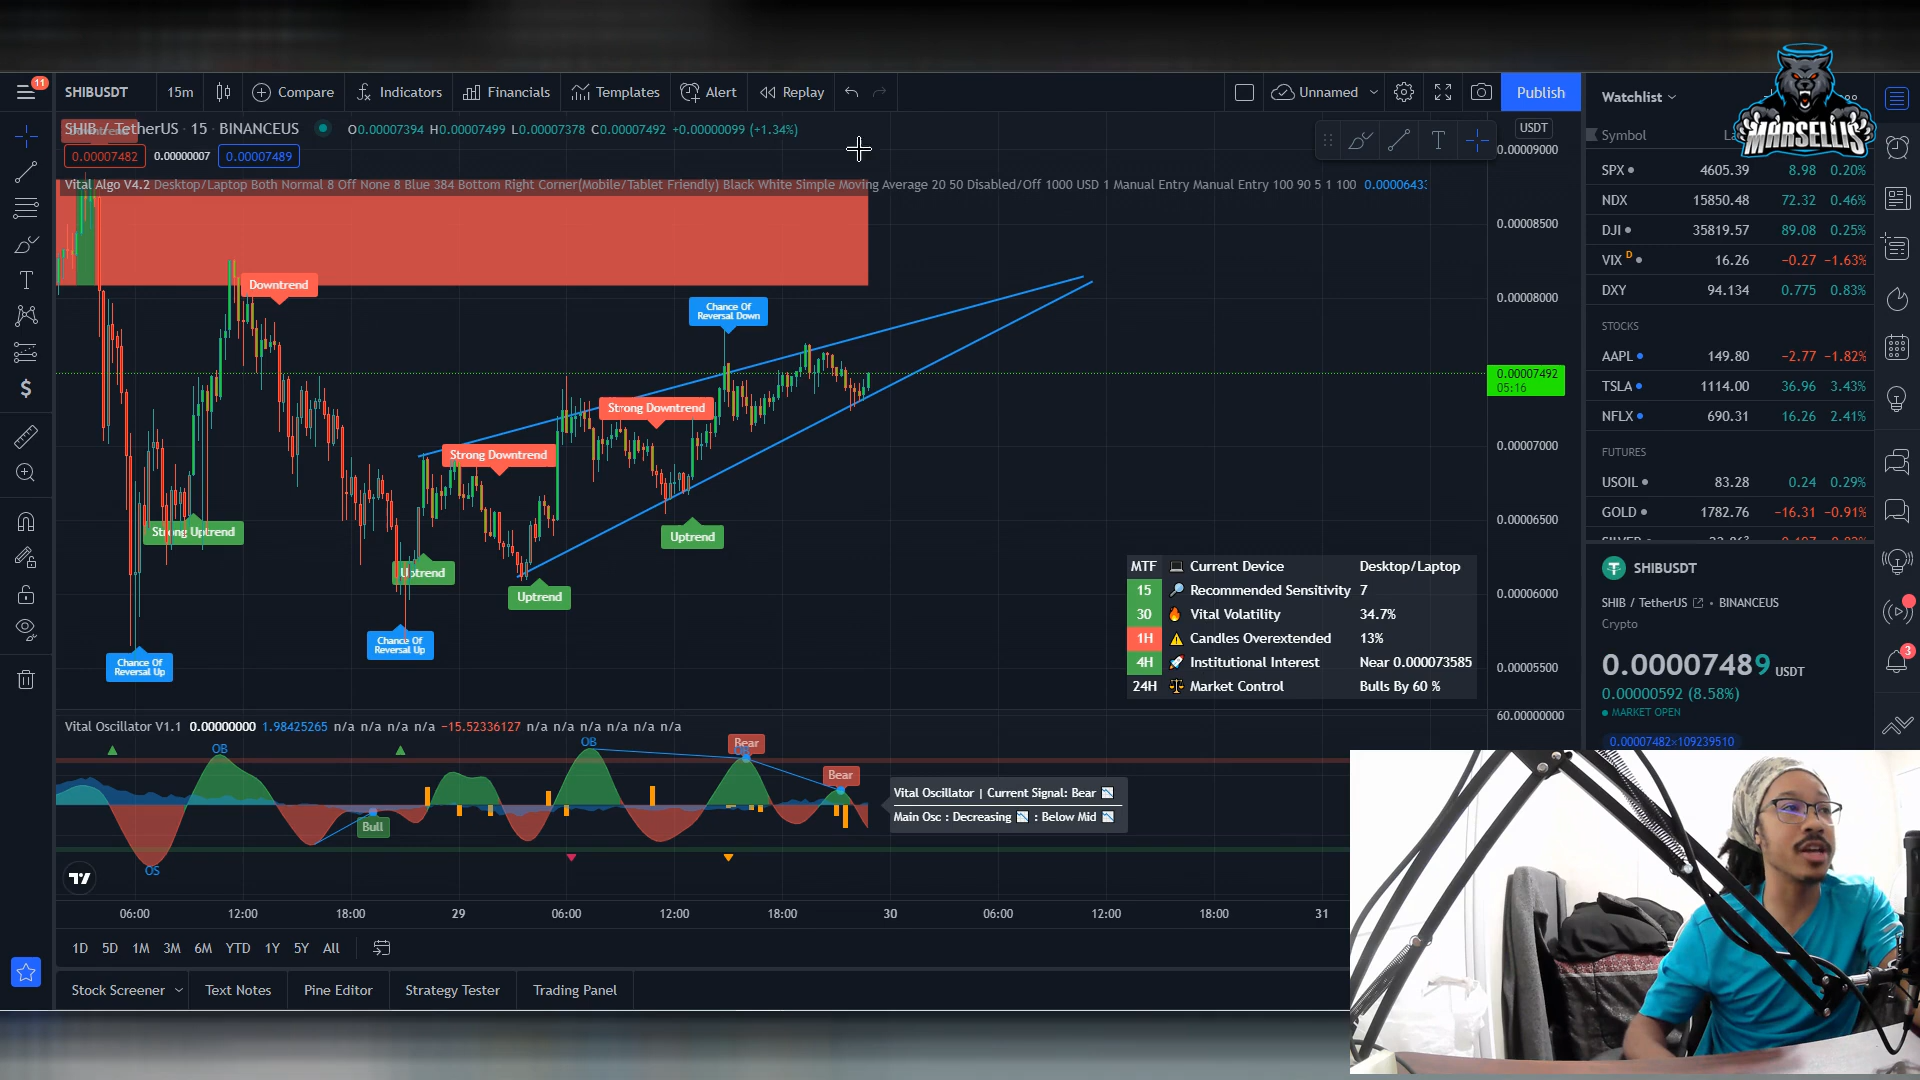 11
SHIBUSDT
15m
Compare
Indicators
Financials
Templates
Alert
Replay
Unnamed
Publish
Watchlist
MARSELLIS
SHIB / TetherUS · 15 · BINANCEUS
O0.00007394 H0.00007499 L0.00007378 C0.00007492 +0.00000099 (+1.34%)
0.00007482
0.00000007
0.00007489
Vital Algo V4.2 Desktop/Laptop Both Normal 8 Off None 8 Blue 384 Bottom Right Corner(Mobile/Tablet Friendly) Black White Simple Moving Average 20 50 Disabled/Off 1000 USD 1 Manual Entry Manual Entry 100 90 5 1 100 0.0000643
USDT
0.00009000
0.00008500
0.00008000
0.00007492
05:16
0.00007000
0.00006500
0.00006000
0.00005500
60.00000000
Downtrend
Chance Of
Reversal Down
Strong Downtrend
Strong Downtrend
Strong Uptrend
Uptrend
Uptrend
Uptrend
Chance Of
Reversal Up
Chance Of
Reversal Up
MTF Current Device Desktop/Laptop
15 Recommended Sensitivity 7
30 Vital Volatility 34.7%
1H Candles Overextended 13%
4H Institutional Interest Near 0.000073585
24H Market Control Bulls By 60 %
Vital Oscillator V1.1 0.00000000 1.98425265 n/a n/a n/a n/a −15.52336127 n/a n/a n/a n/a n/a n/a
OB
OB
Bear
Bear
Bull
OS
Vital Oscillator | Current Signal: Bear
Main Osc : Decreasing : Below Mid
06:00
12:00
18:00
29
06:00
12:00
18:00
30
06:00
12:00
18:00
31
1D 5D 1M 3M 6M YTD 1Y 5Y All
Stock Screener
Text Notes
Pine Editor
Strategy Tester
Trading Panel
Symbol
SPX 4605.39 8.98 0.20%
NDX 15850.48 72.32 0.46%
DJI 35819.57 89.08 0.25%
VIX D 16.26 −0.27 −1.63%
DXY 94.134 0.775 0.83%
STOCKS
AAPL 149.80 −2.77 −1.82%
TSLA 1114.00 36.96 3.43%
NFLX 690.31 16.26 2.41%
FUTURES
USOIL 83.28 0.24 0.29%
GOLD 1782.76 −16.31 −0.91%
SHIBUSDT
SHIB / TetherUS • BINANCEUS
Crypto
0.00007489 USDT
0.00000592 (8.58%)
MARKET OPEN
0.00007482×109239510
3